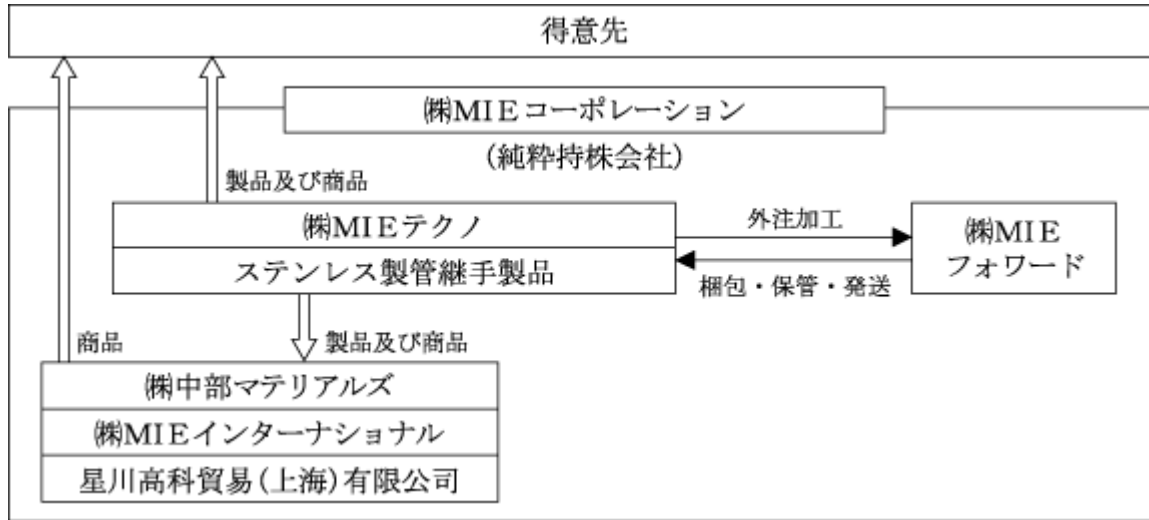 得意先
㈱MIEコーポレーション
(純粋持株会社)
製品及び商品
㈱MIEテクノ
ステンレス製管継手製品
外注加工
梱包・保管・発送
㈱MIE
フォワード
商品
製品及び商品
㈱中部マテリアルズ
㈱MIEインターナショナル
星川高科貿易(上海)有限公司